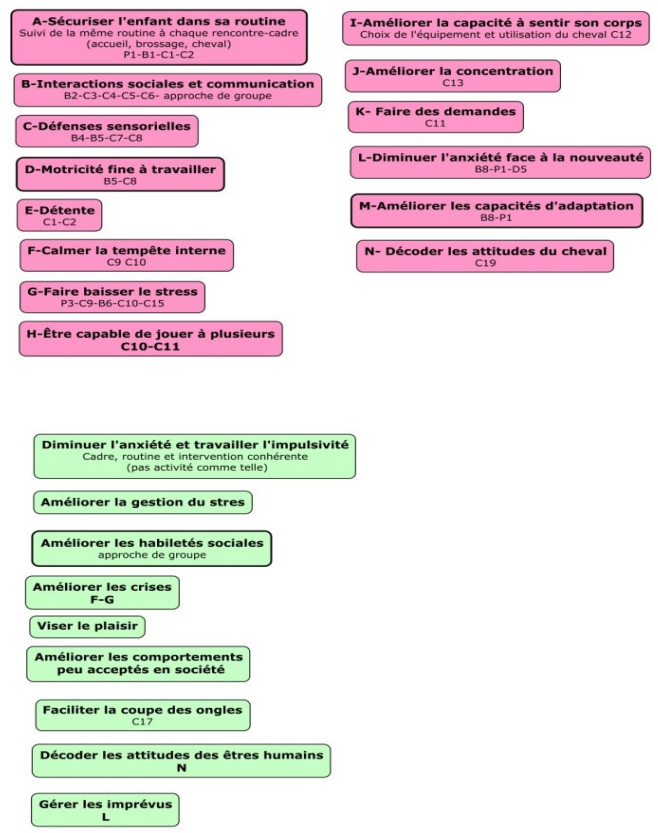 A-Sécuriser l'enfant dans sa routine
Suivi de la même routine à chaque rencontre-cadre
(accueil, brossage, cheval)
P1-B1-C1-C2
B-Interactions sociales et communication
B2-C3-C4-C5-C6- approche de groupe
C-Défenses sensorielles
B4-B5-C7-C8
D-Motricité fine à travailler
B5-C8
E-Détente
C1-C2
F-Calmer la tempête interne
C9 C10
G-Faire baisser le stress
P3-C9-B6-C10-C15
H-Être capable de jouer à plusieurs
C10-C11
I-Améliorer la capacité à sentir son corps
Choix de l'équipement et utilisation du cheval C12
J-Améliorer la concentration
C13
K- Faire des demandes
C11
L-Diminuer l'anxiété face à la nouveauté
B8-P1-D5
M-Améliorer les capacités d'adaptation
B8-P1
N- Décoder les attitudes du cheval
C19
Diminuer l'anxiété et travailler l'impulsivité
Cadre, routine et intervention conhérente
(pas activité comme telle)
Améliorer la gestion du stres
Améliorer les habiletés sociales
approche de groupe
Améliorer les crises
F-G
Viser le plaisir
Améliorer les comportements
peu acceptés en société
Faciliter la coupe des ongles
C17
Décoder les attitudes des êtres humains
N
Gérer les imprévus
L